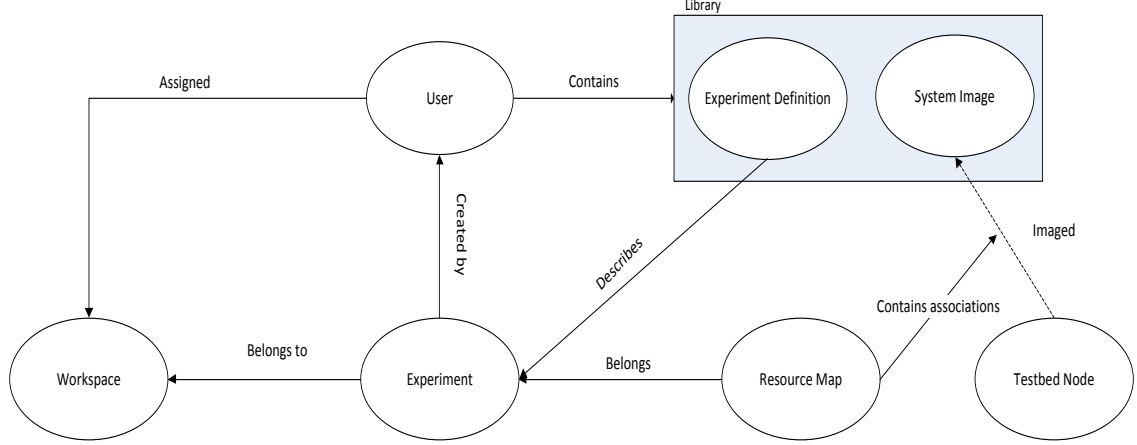 Library
Assigned
User
Contains
Experiment Definition
System Image
Created by
Describes
Imaged
Contains associations
Belongs to
Belongs
Workspace
Experiment
Resource Map
Testbed Node